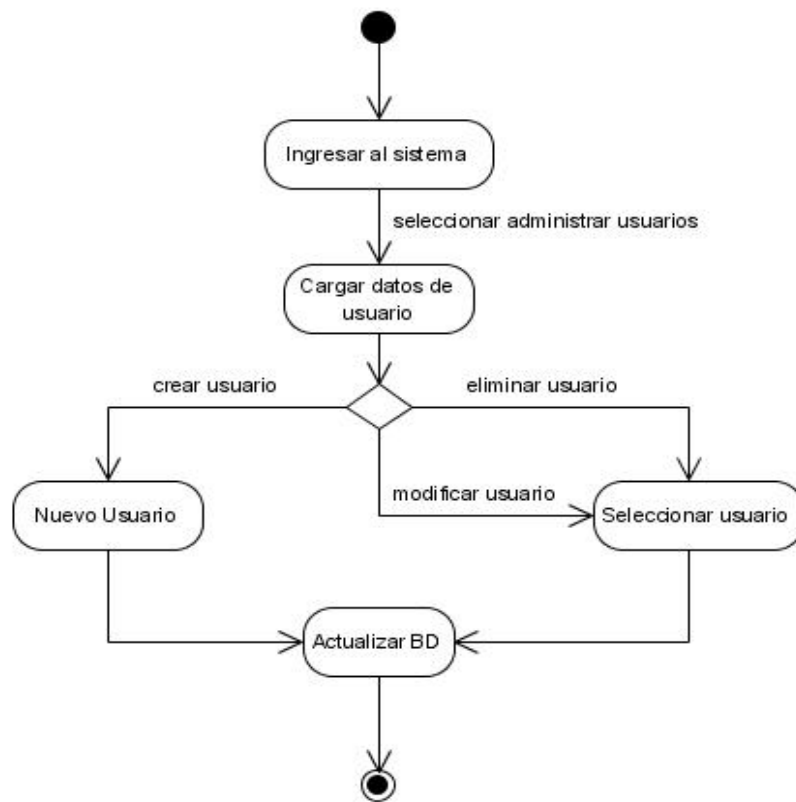 Ingresar al sistema
seleccionar administrar usuarios
Cargar datos de
usuario
crear usuario
eliminar usuario
modificar usuario
Nuevo Usuario
Seleccionar usuario
Actualizar BD